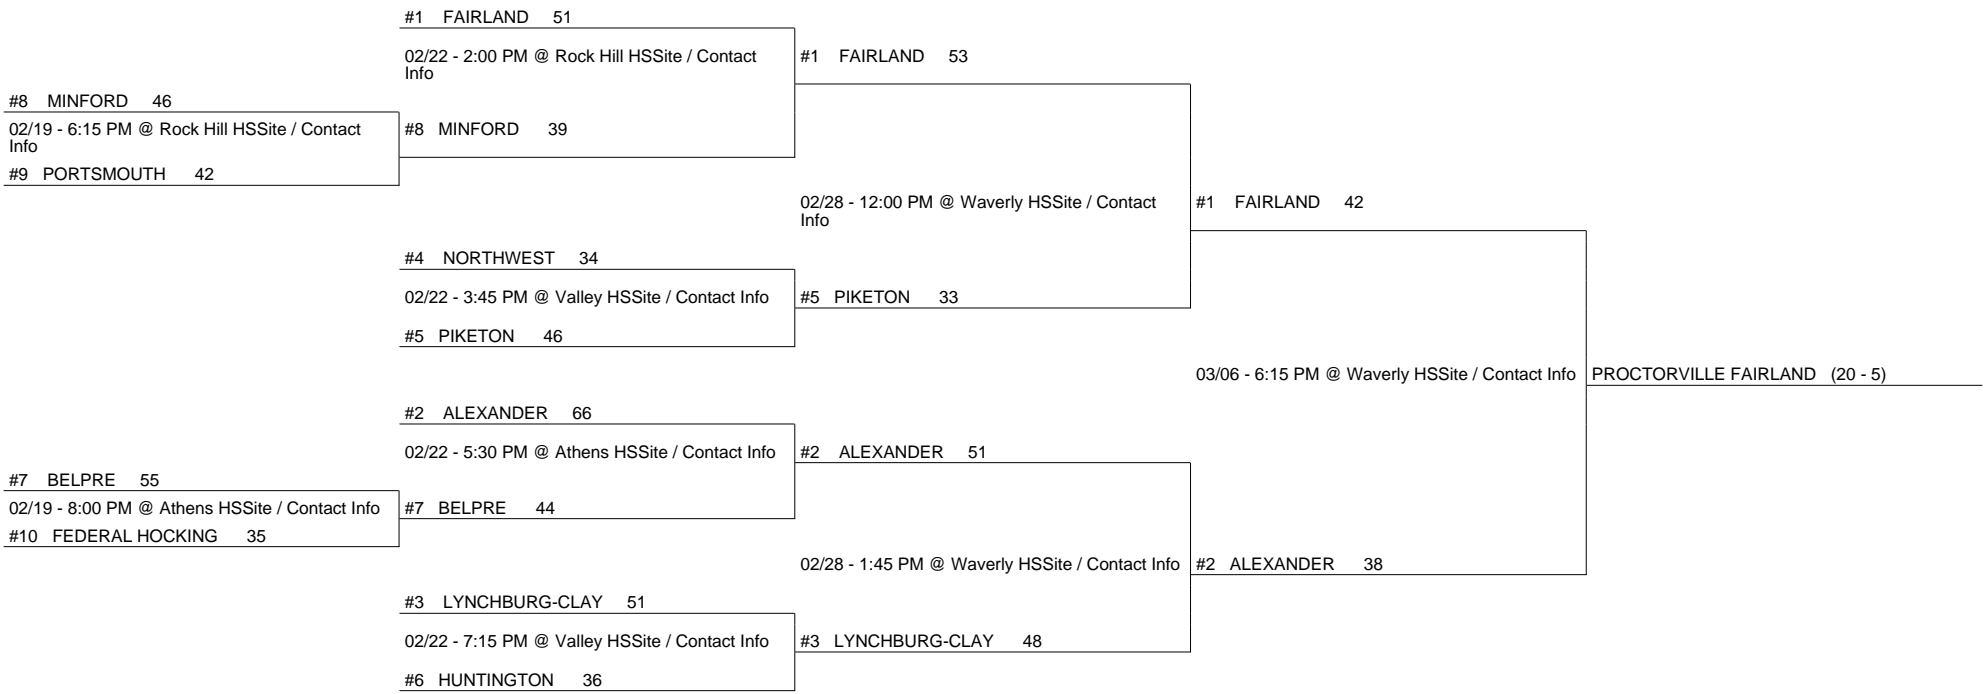 #1 FAIRLAND 51
02/22 - 2:00 PM @ Rock Hill HSSite / Contact
Info
#1 FAIRLAND 53
#8 MINFORD 46
02/19 - 6:15 PM @ Rock Hill HSSite / Contact
Info
#8 MINFORD 39
#9 PORTSMOUTH 42
02/28 - 12:00 PM @ Waverly HSSite / Contact
Info
#1 FAIRLAND 42
#4 NORTHWEST 34
02/22 - 3:45 PM @ Valley HSSite / Contact Info
#5 PIKETON 33
#5 PIKETON 46
03/06 - 6:15 PM @ Waverly HSSite / Contact Info
PROCTORVILLE FAIRLAND (20 - 5)
#2 ALEXANDER 66
02/22 - 5:30 PM @ Athens HSSite / Contact Info
#2 ALEXANDER 51
#7 BELPRE 55
02/19 - 8:00 PM @ Athens HSSite / Contact Info
#7 BELPRE 44
#10 FEDERAL HOCKING 35
02/28 - 1:45 PM @ Waverly HSSite / Contact Info
#2 ALEXANDER 38
#3 LYNCHBURG-CLAY 51
02/22 - 7:15 PM @ Valley HSSite / Contact Info
#3 LYNCHBURG-CLAY 48
#6 HUNTINGTON 36